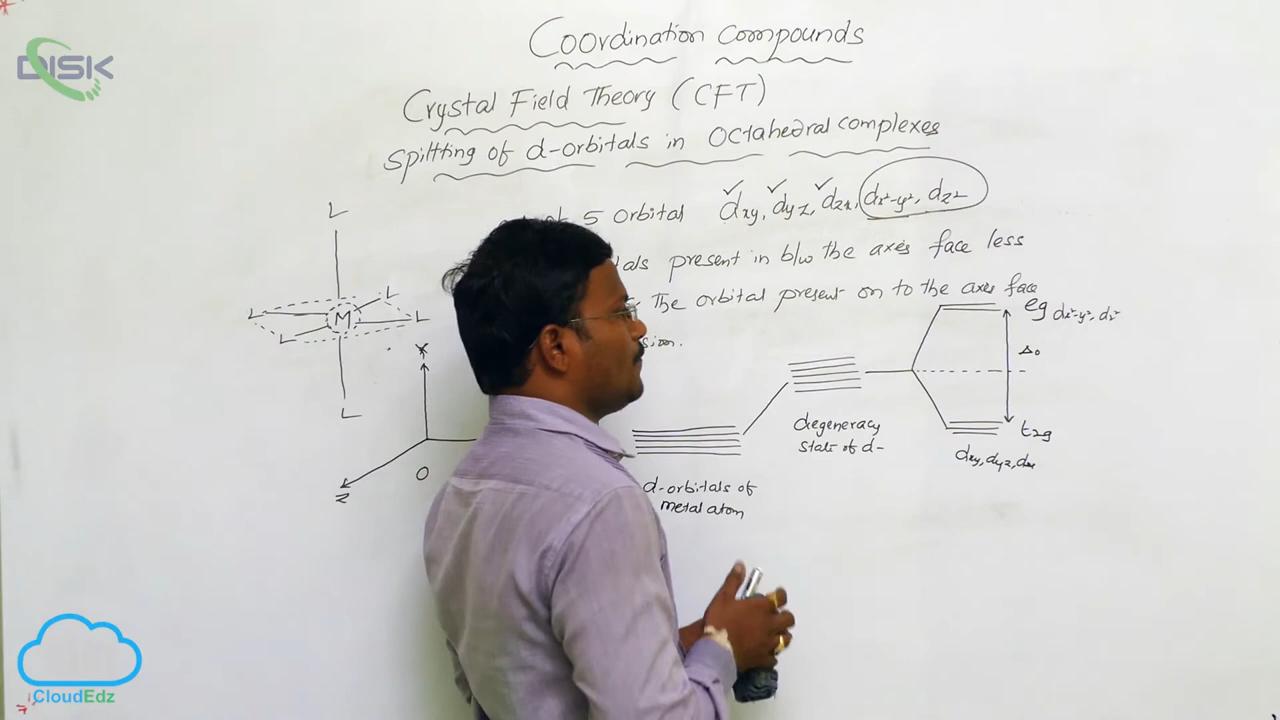 DISK
Coordination Compounds
Crystal Field Theory (CFT)
Spiltting of d-orbitals in Octahedral complexes
5 orbital dxy, dyz, dzx, dx²-y², dz²
present in b/w the axes face less
The orbital present on to the axes face
L
L
L
M
L
L
L
X
O
Z
d-orbitals of
metal atom
degeneracy
state of d-
eg dx²-y², dz²
Δo
t2g
dxy, dyz, dzx
CloudEdz